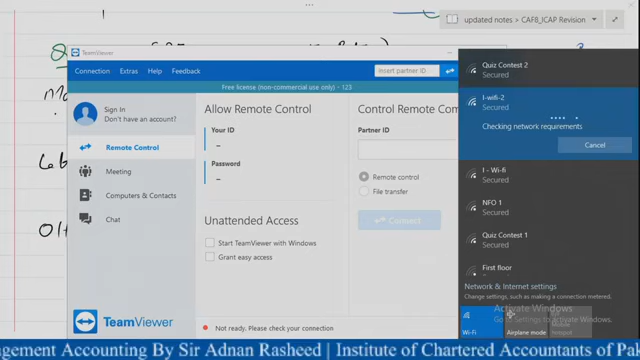 updated notes > CAF8_ICAP Revision
TeamViewer
Connection Extras Help Feedback
Insert partner ID
Free license (non-commercial use only) - 123
Sign In
Don't have an account?
Remote Control
Meeting
Computers & Contacts
Chat
TeamViewer
Allow Remote Control
Your ID
–
Password
–
Unattended Access
Start TeamViewer with Windows
Grant easy access
Not ready. Please check your connection
Control Remote Com
Partner ID
Remote control
File transfer
Connect
Quiz Contest 2
Secured
I-wifi-2
Secured
Checking network requirements
Cancel
I - Wi-fi
Secured
NFO 1
Secured
Quiz Contest 1
Secured
First floor
Secured
Network & Internet settings
Change settings, such as making a connection metered.
Activate Windows
Go to Settings to activate Windows.
Wi-Fi
Airplane mode
Mobile hotspot
agement Accounting By Sir Adnan Rasheed | Institute of Chartered Accountants of Pak